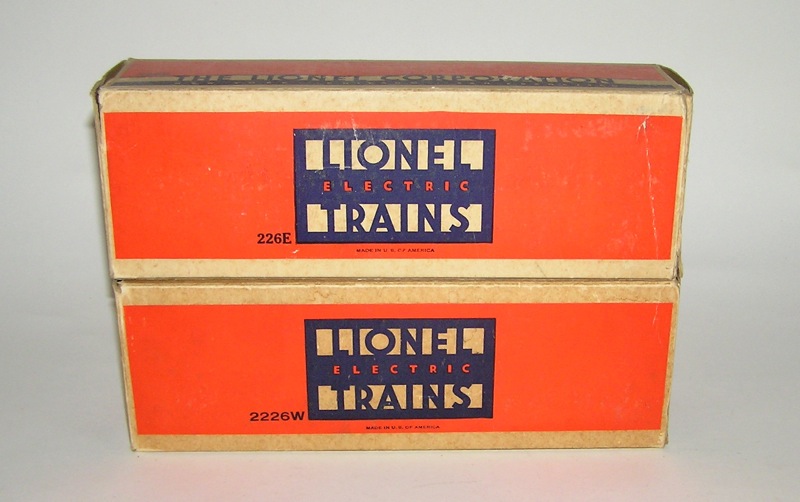 THE LIONEL CORPORATION
LIONEL
ELECTRIC
TRAINS
226E
MADE IN U. S. OF AMERICA
LIONEL
ELECTRIC
TRAINS
2226W
MADE IN U. S. OF AMERICA